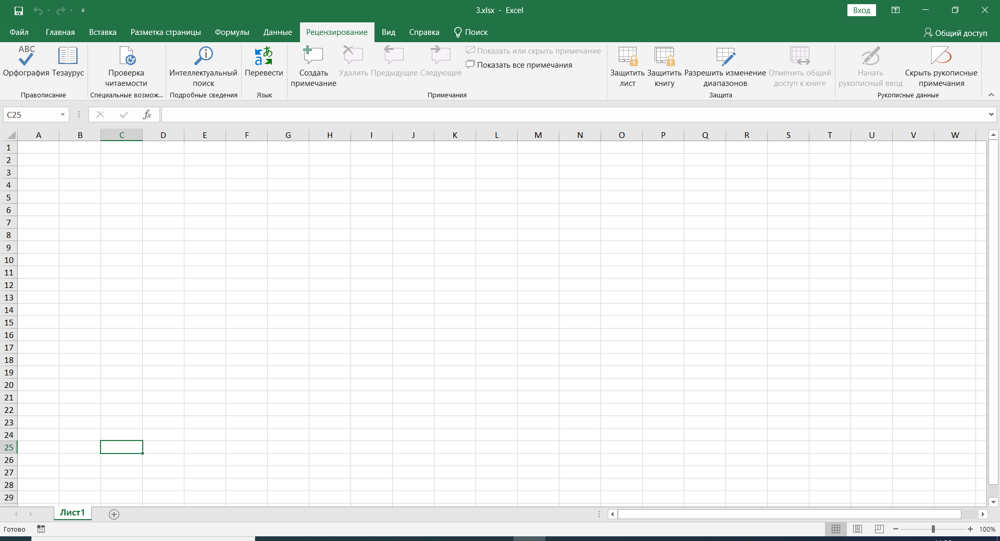 3.xlsx - Excel
Вход
Файл Главная Вставка Разметка страницы Формулы Данные Рецензирование Вид Справка Поиск Общий доступ
ABC
Орфография Тезаурус
Правописание
Проверка
читаемости
Специальные возмож...
Интеллектуальный
поиск
Подробные сведения
あ
a
Перевести
Язык
Создать
примечание
Удалить Предыдущее Следующее
Показать или скрыть примечание
Показать все примечания
Примечания
Защитить
лист
Защитить
книгу
Разрешить изменение
диапазонов
Отменить общий
доступ к книге
Защита
Начать
рукописный ввод
Скрыть рукописные
примечания
Рукописные данные
C25 fx
A B C D E F G H I J K L M N O P Q R S T U V W
1
2
3
4
5
6
7
8
9
10
11
12
13
14
15
16
17
18
19
20
21
22
23
24
25
26
27
28
29
Лист1
Готово 100%